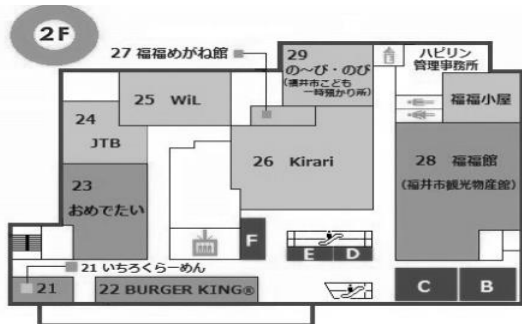 2F
27 福福めがね館
29
の〜び・のび
(福井市こども
一時預かり所)
ハピリン
管理事務所
25 WiL
福福小屋
24
JTB
26 Kirari
28 福福館
(福井市観光物産館)
23
おめでたい
F
E D
21 いちろくらーめん
21
22 BURGER KING®
C
B